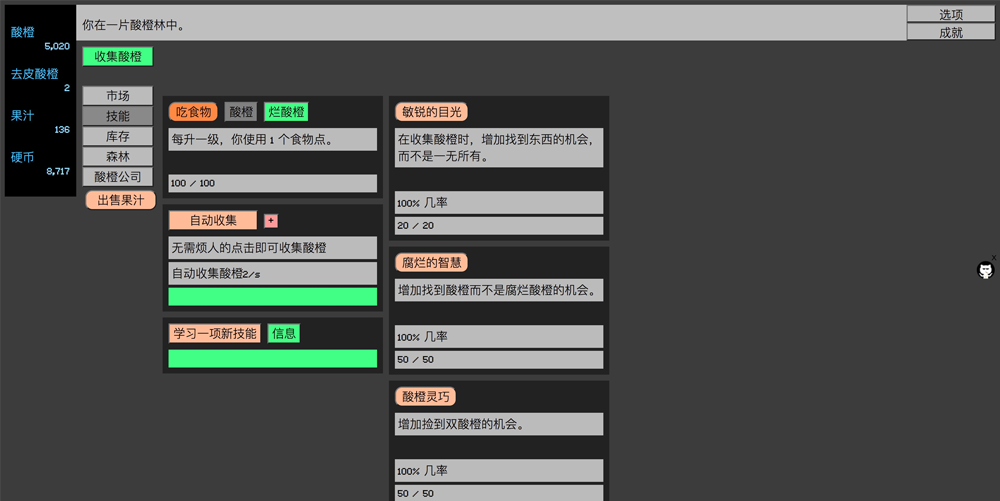 酸橙
5,020
去皮酸橙
2
果汁
136
硬币
8,717
你在一片酸橙林中。
选项
成就
收集酸橙
市场
技能
库存
森林
酸橙公司
出售果汁
吃食物 酸橙 烂酸橙
每升一级，你使用 1 个食物点。
100 / 100
自动收集 +
无需烦人的点击即可收集酸橙
自动收集酸橙2/s
学习一项新技能 信息
敏锐的目光
在收集酸橙时，增加找到东西的机会，
而不是一无所有。
100% 几率
20 / 20
腐烂的智慧
增加找到酸橙而不是腐烂酸橙的机会。
100% 几率
50 / 50
酸橙灵巧
增加捡到双酸橙的机会。
100% 几率
50 / 50
x